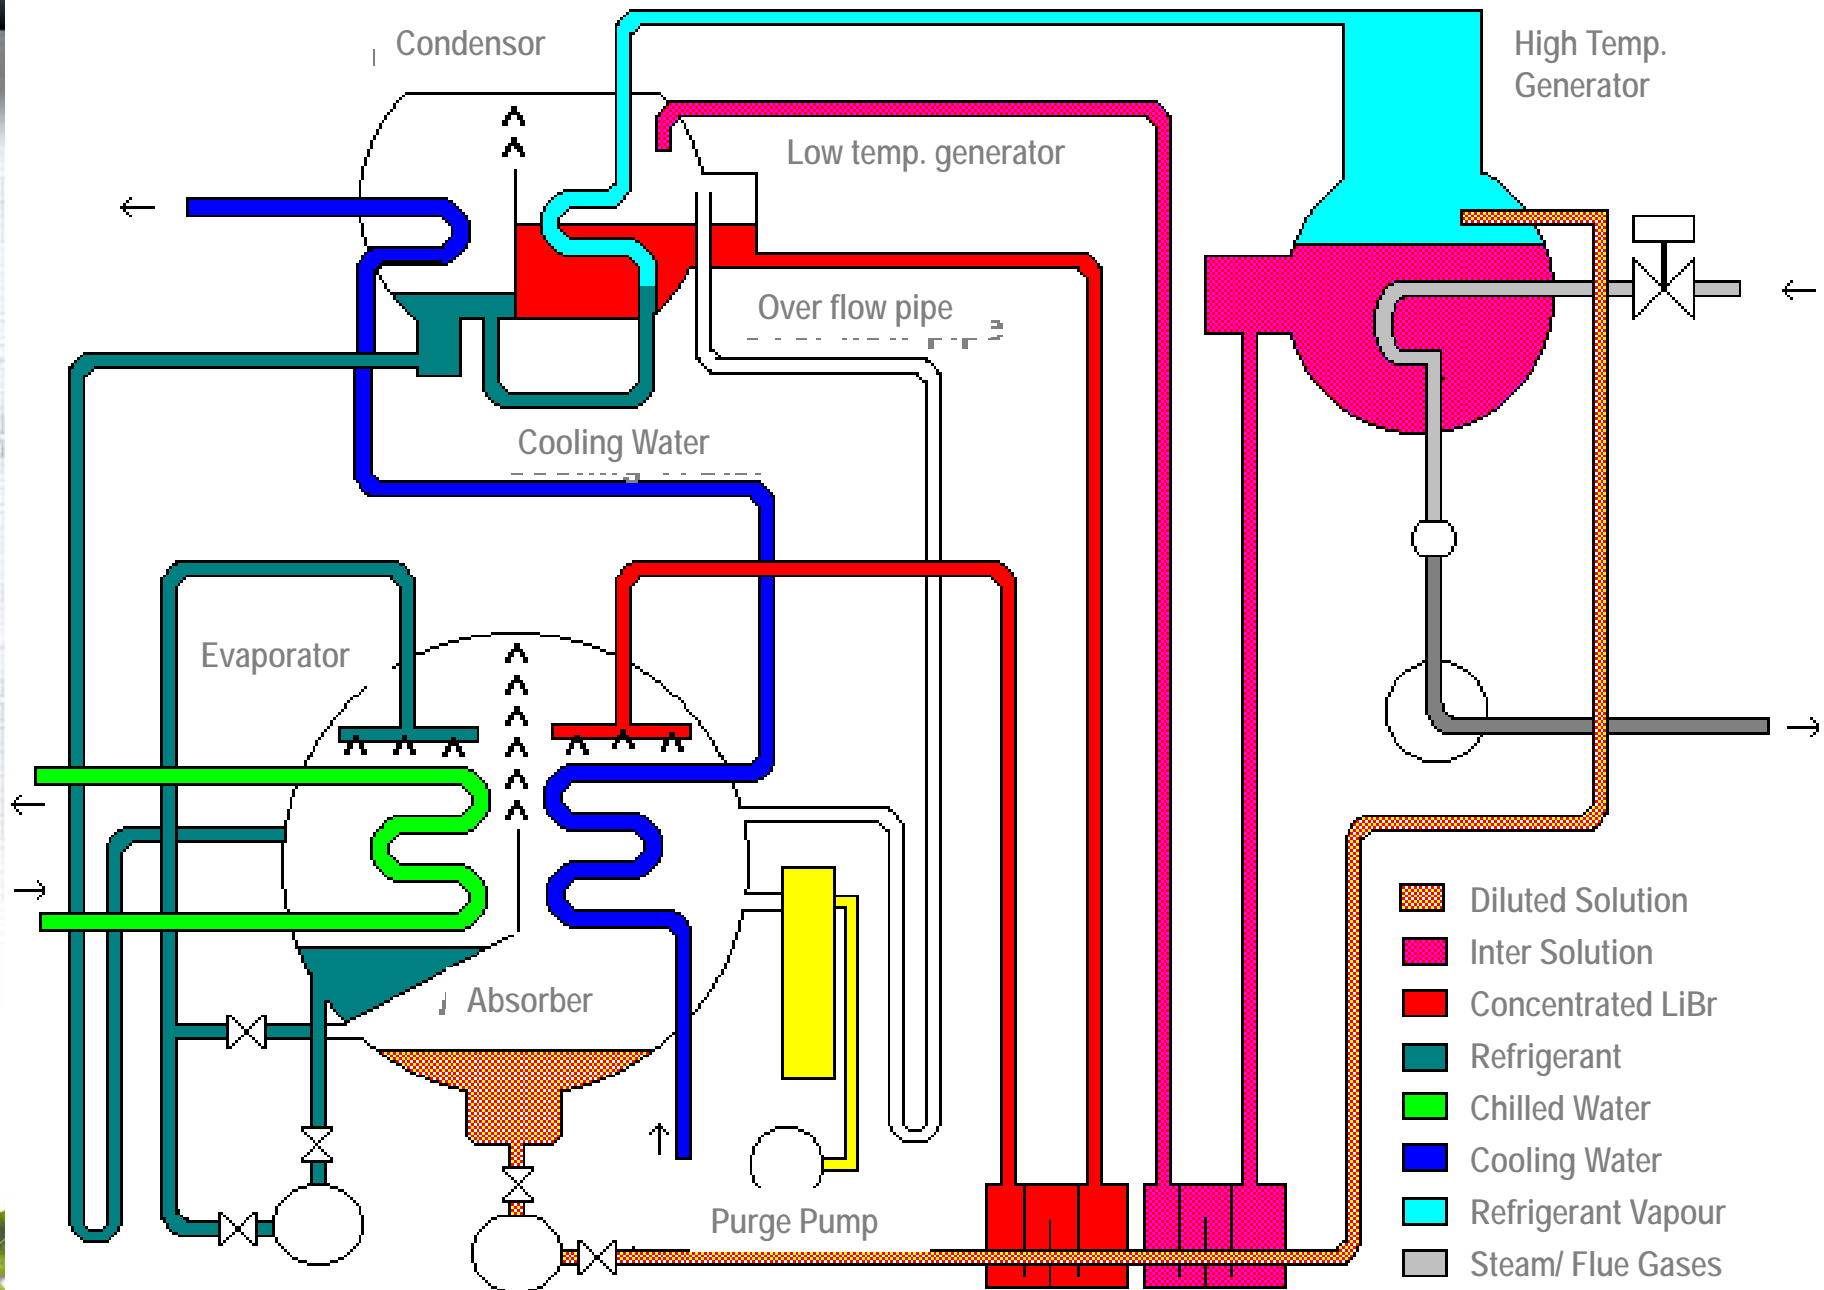 Condensor
High Temp.
Generator
Low temp. generator
Over flow pipe
Cooling Water
Evaporator
Absorber
Purge Pump
Diluted Solution
Inter Solution
Concentrated LiBr
Refrigerant
Chilled Water
Cooling Water
Refrigerant Vapour
Steam/ Flue Gases